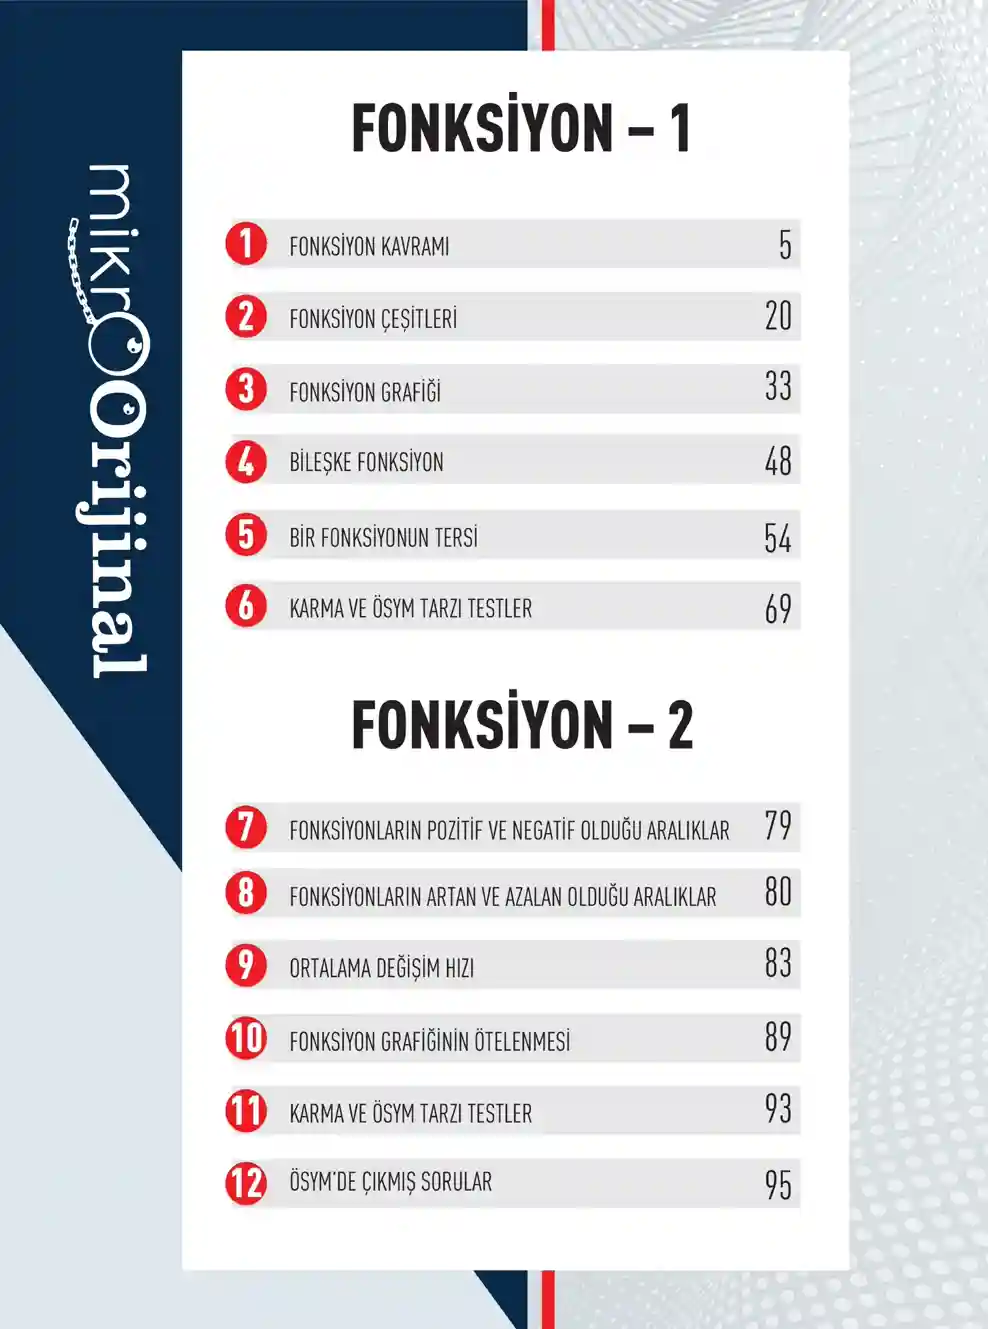 mikro Orijinal
FONKSİYON – 1
1 FONKSİYON KAVRAMI 5
2 FONKSİYON ÇEŞİTLERİ 20
3 FONKSİYON GRAFİĞİ 33
4 BİLEŞKE FONKSİYON 48
5 BİR FONKSİYONUN TERSİ 54
6 KARMA VE ÖSYM TARZI TESTLER 69
FONKSİYON – 2
7 FONKSİYONLARIN POZİTİF VE NEGATİF OLDUĞU ARALIKLAR 79
8 FONKSİYONLARIN ARTAN VE AZALAN OLDUĞU ARALIKLAR 80
9 ORTALAMA DEĞİŞİM HIZI 83
10 FONKSİYON GRAFİĞİNİN ÖTELENMESİ 89
11 KARMA VE ÖSYM TARZI TESTLER 93
12 ÖSYM'DE ÇIKMIŞ SORULAR 95